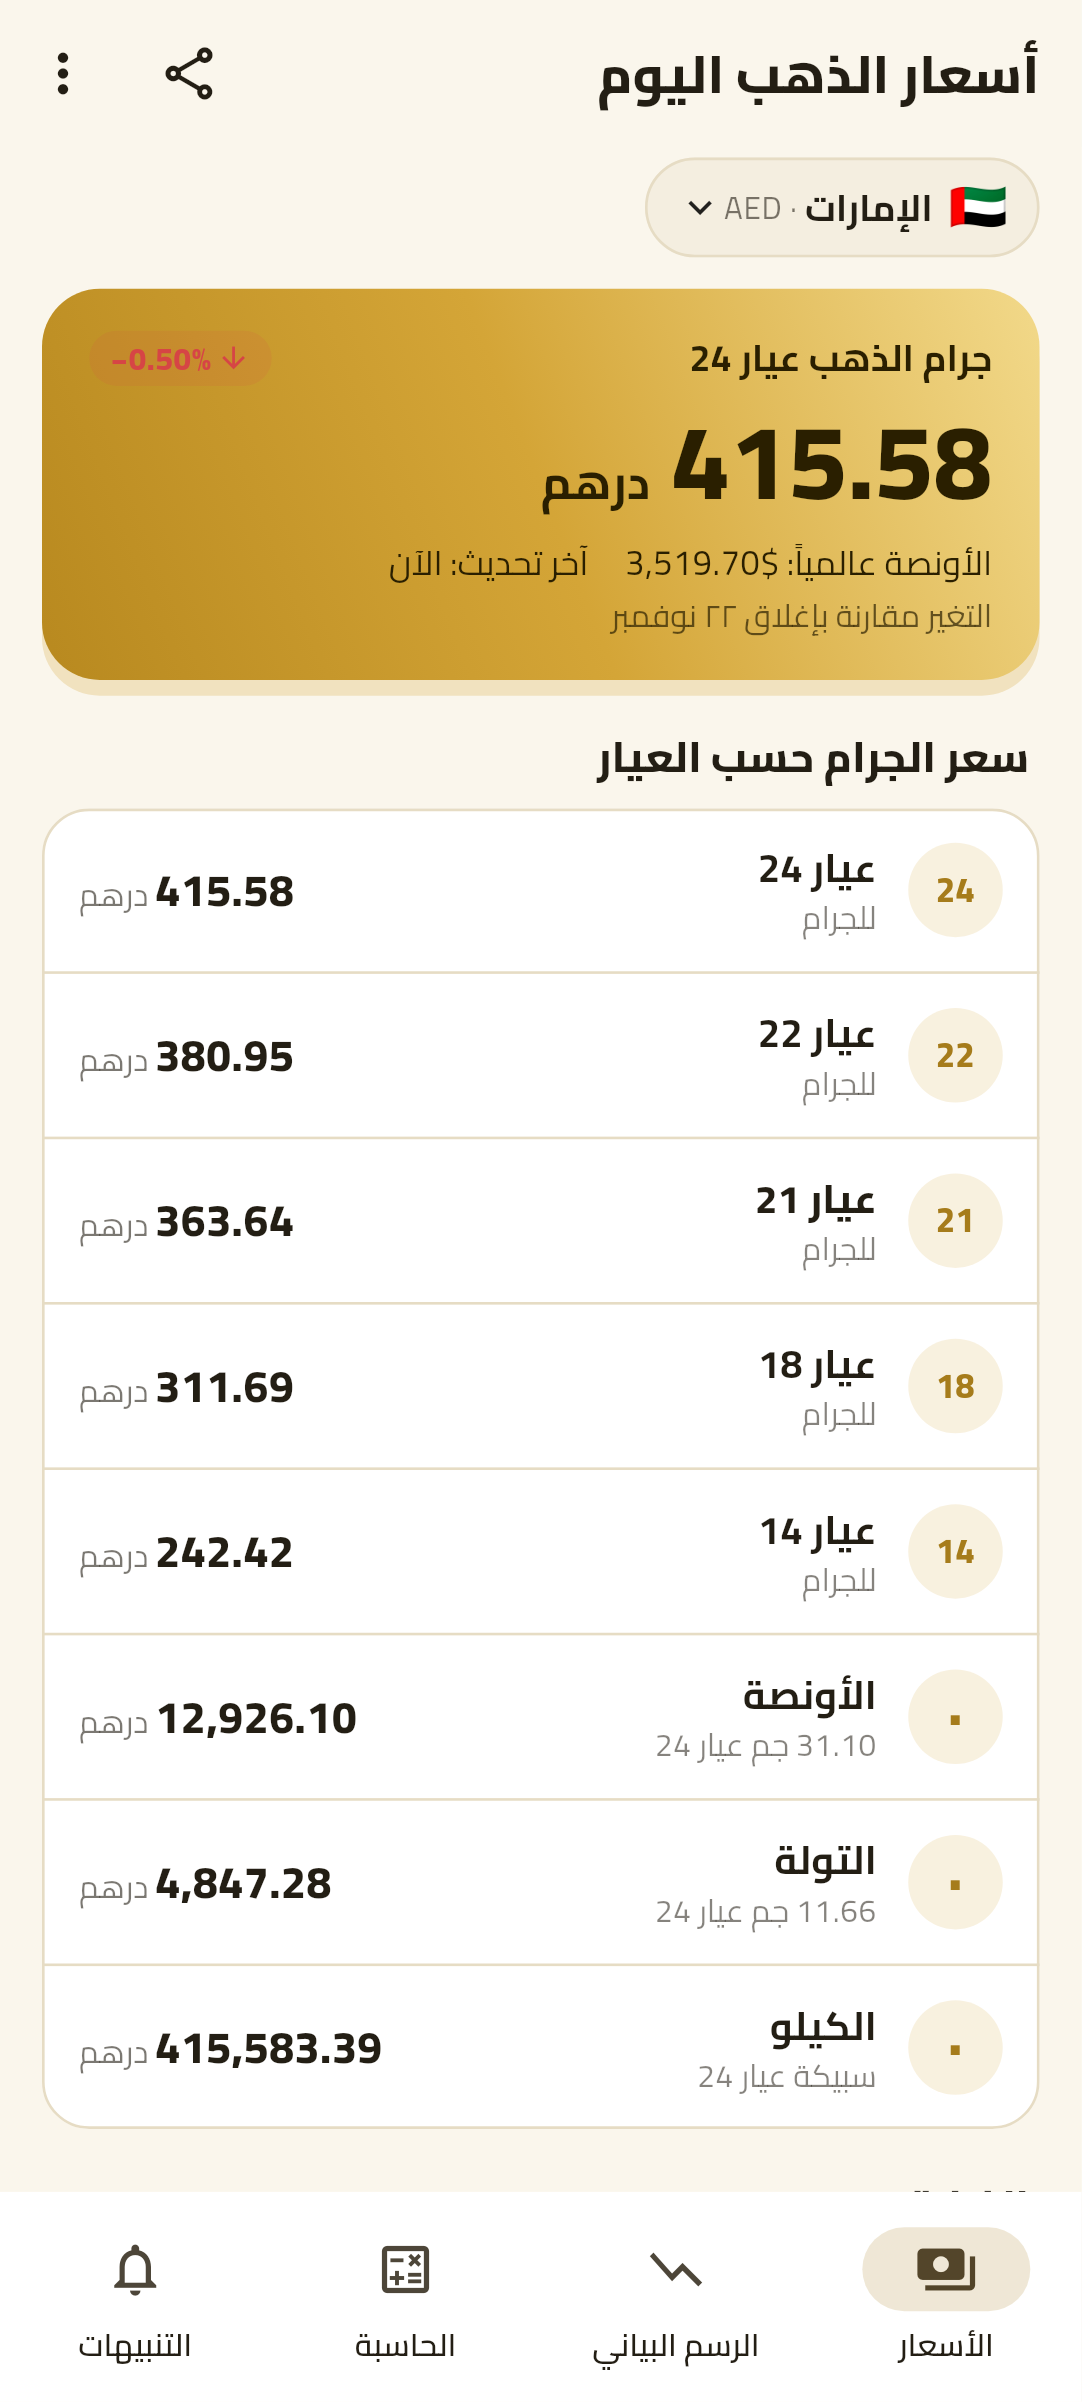 أسعار الذهب اليوم
الإمارات · AED
جرام الذهب عيار 24
↓ −0.50%
415.58 درهم
الأونصة عالمياً: $3,519.70 آخر تحديث: الآن
التغير مقارنة بإغلاق ٢٢ نوفمبر
سعر الجرام حسب العيار
24
عيار 24
للجرام
415.58 درهم
22
عيار 22
للجرام
380.95 درهم
21
عيار 21
للجرام
363.64 درهم
18
عيار 18
للجرام
311.69 درهم
14
عيار 14
للجرام
242.42 درهم
الأونصة
31.10 جم عيار 24
12,926.10 درهم
التولة
11.66 جم عيار 24
4,847.28 درهم
الكيلو
سبيكة عيار 24
415,583.39 درهم
الأسعار
الرسم البياني
الحاسبة
التنبيهات